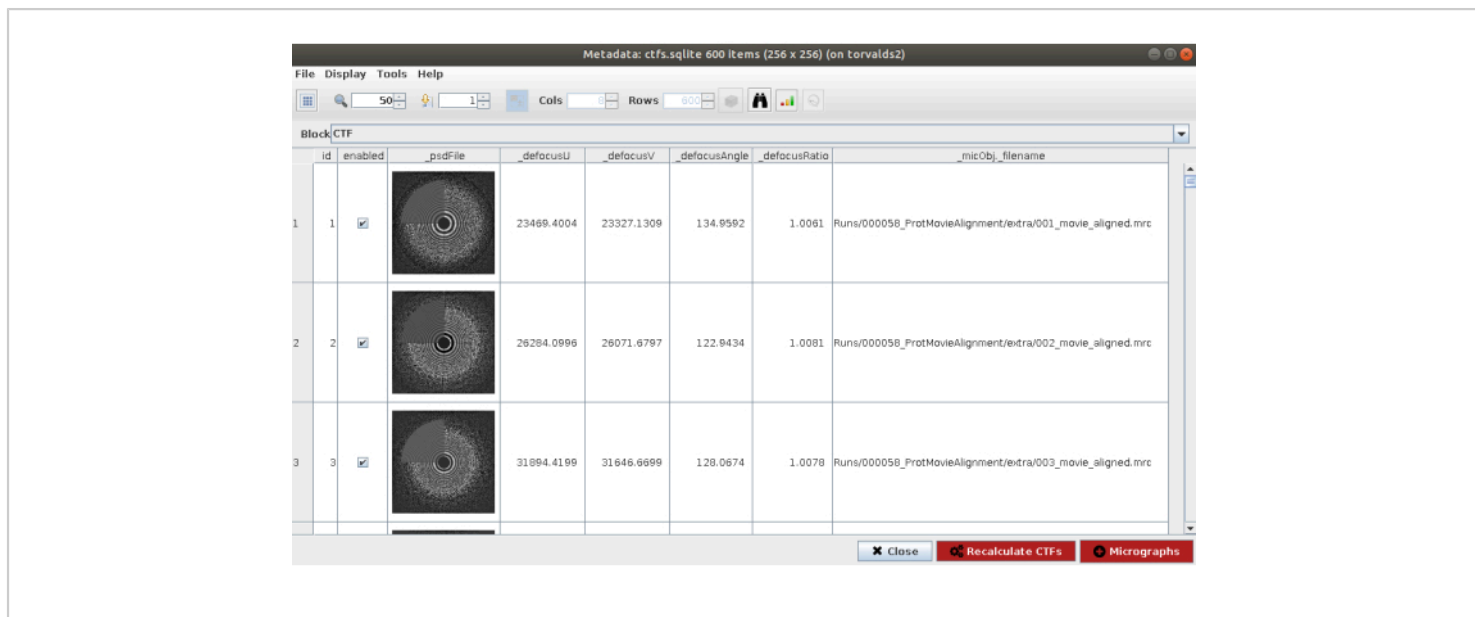 Metadata: ctfs.sqlite 600 items (256 x 256) (on torvalds2)
File Display Tools Help
50 1 Cols 8 Rows 600
Block CTF
id enabled _psdFile _defocusU _defocusV _defocusAngle _defocusRatio _micObj._filename
1 1 23469.4004 23327.1309 134.9592 1.0061 Runs/000058_ProtMovieAlignment/extra/001_movie_aligned.mrc
2 2 26284.0996 26071.6797 122.9434 1.0081 Runs/000058_ProtMovieAlignment/extra/002_movie_aligned.mrc
3 3 31894.4199 31646.6699 128.0674 1.0078 Runs/000058_ProtMovieAlignment/extra/003_movie_aligned.mrc
Close Recalculate CTFs Micrographs